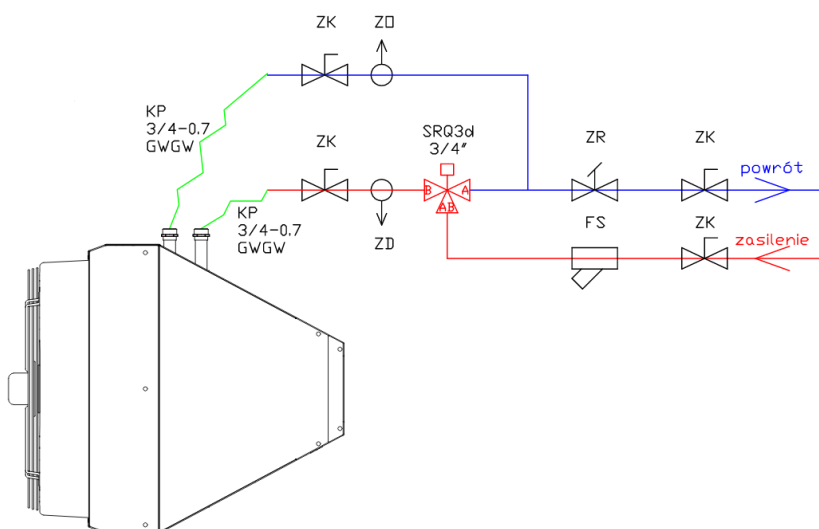 ZK
ZO
KP
3/4-0.7
GWGW
ZK
SRQ3d
3/4"
ZR
ZK
powrót
B
A
AB
KP
3/4-0.7
GWGW
ZD
FS
ZK
zasilenie